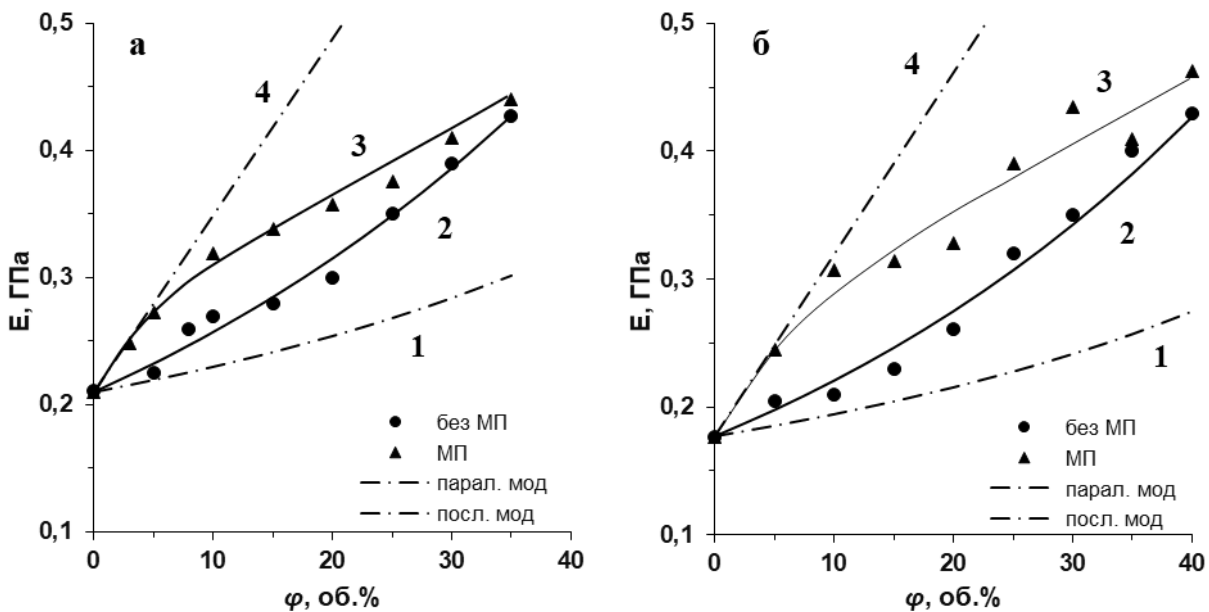 а
0,5
0,4
0,3
0,2
0,1
E, ГПа
4
3
2
1
без МП
МП
парал. мод
посл. мод
0
10
20
30
40
φ, об.%
б
0,5
0,4
0,3
0,2
0,1
E, ГПа
4
3
2
1
без МП
МП
парал. мод
посл. мод
0
10
20
30
40
φ, об.%